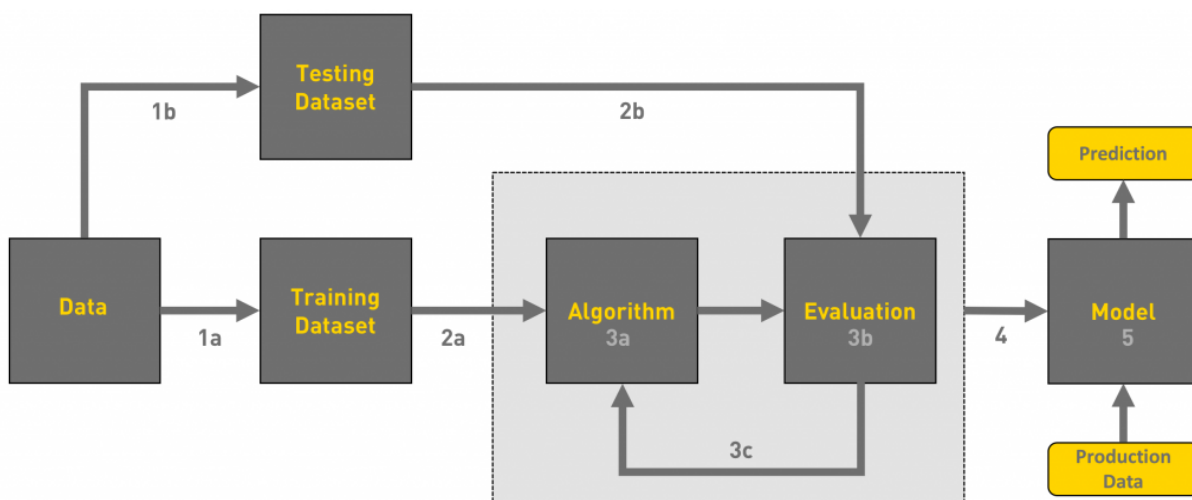 Testing
Dataset
1b
2b
Prediction
Data
1a
Training
Dataset
2a
Algorithm
3a
Evaluation
3b
4
Model
5
3c
Production
Data